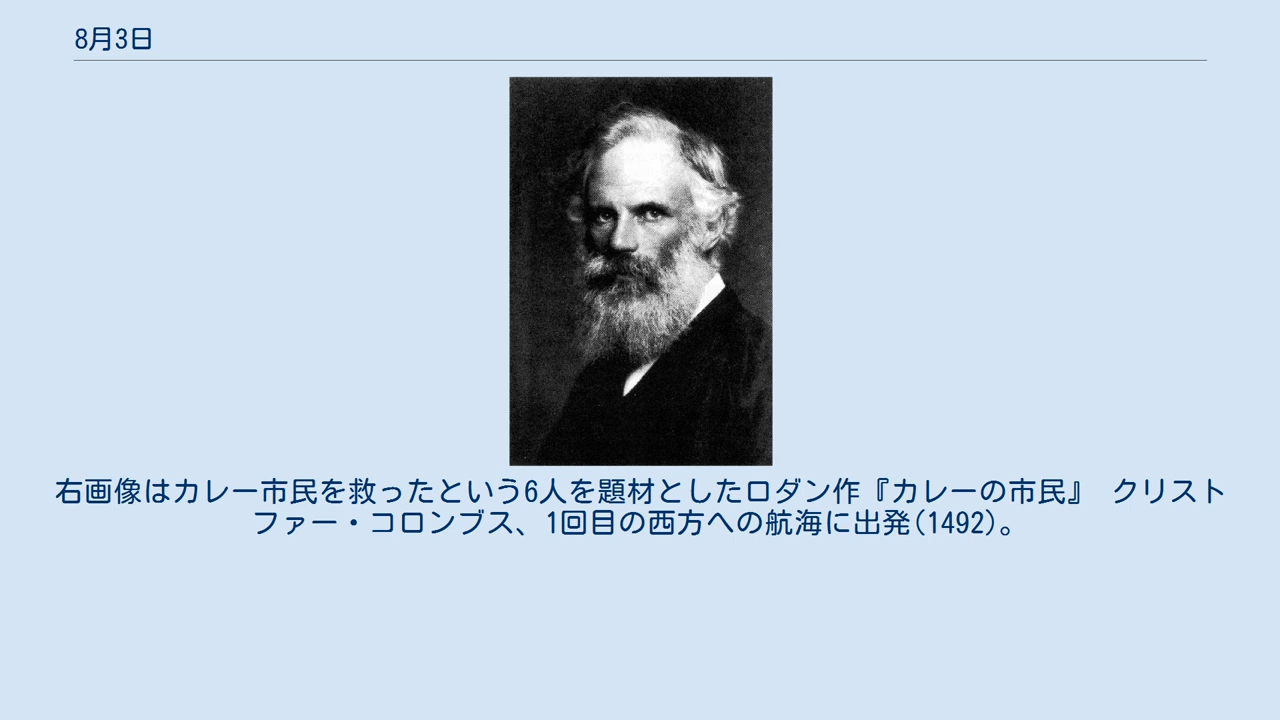 8月3日
右画像はカレー市民を救ったという6人を題材としたロダン作『カレーの市民』 クリスト
ファー・コロンブス、1回目の西方への航海に出発(1492)。